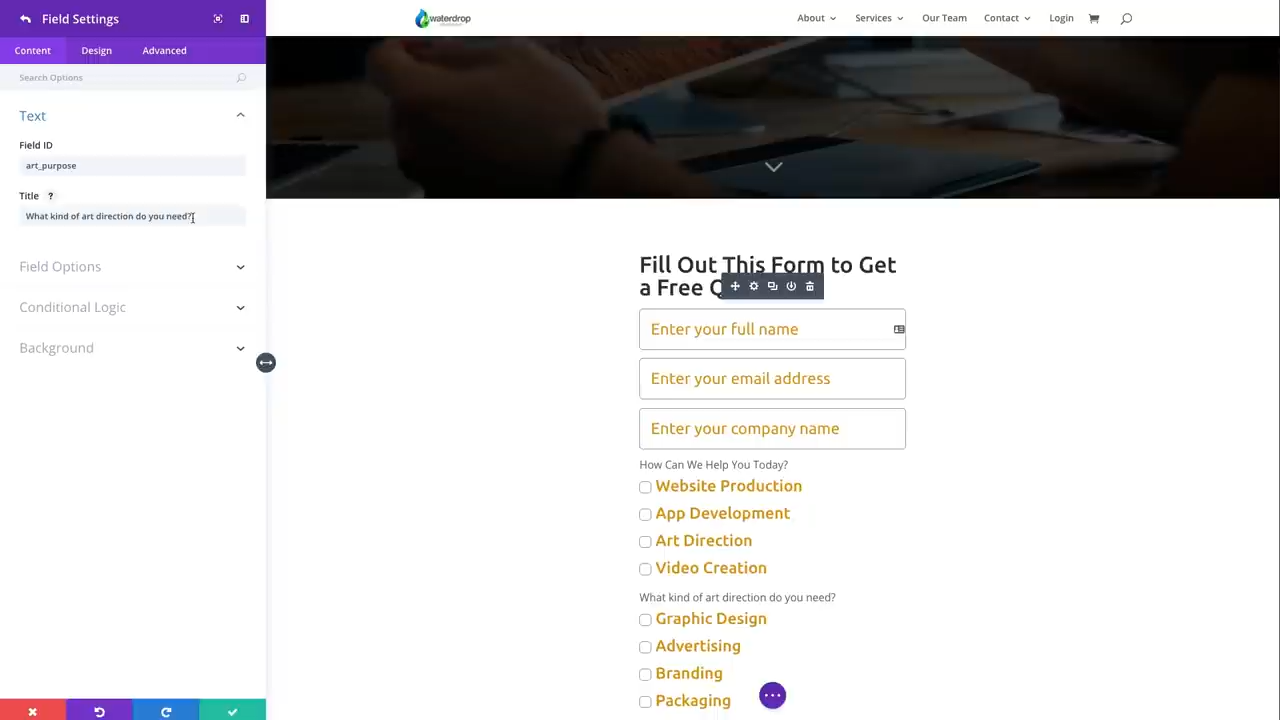 Field Settings
Content
Design
Advanced
Search Options
Text
Field ID
art_purpose
Title ?
What kind of art direction do you need?
Field Options
Conditional Logic
Background
waterdrop
About
Services
Our Team
Contact
Login
Fill Out This Form to Get
a Free
Enter your full name
Enter your email address
Enter your company name
How Can We Help You Today?
Website Production
App Development
Art Direction
Video Creation
What kind of art direction do you need?
Graphic Design
Advertising
Branding
Packaging